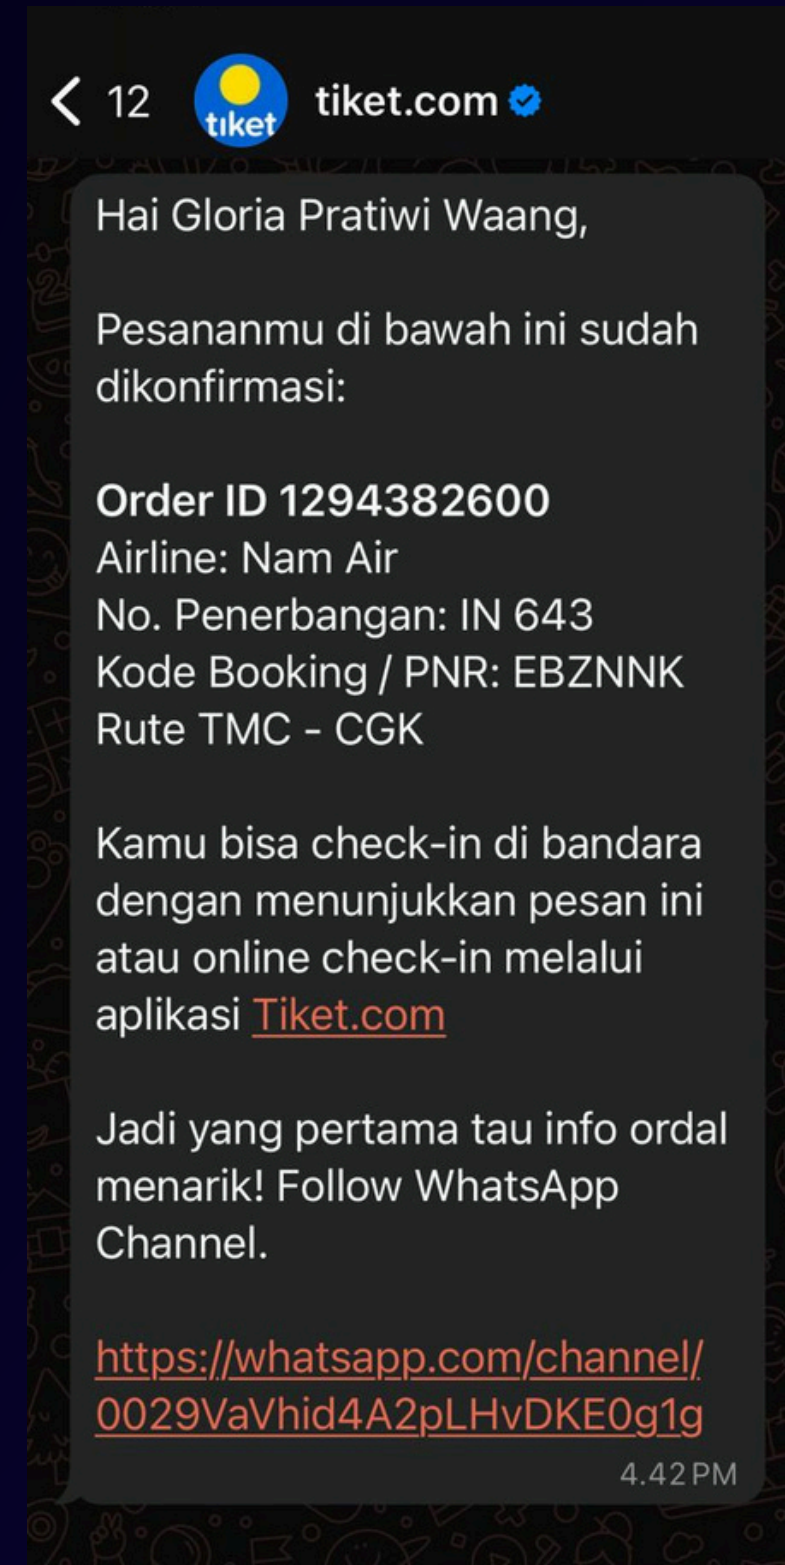 12
tiket
tiket.com
Hai Gloria Pratiwi Waang,
Pesananmu di bawah ini sudah
dikonfirmasi:
Order ID 1294382600
Airline: Nam Air
No. Penerbangan: IN 643
Kode Booking / PNR: EBZNNK
Rute TMC - CGK
Kamu bisa check-in di bandara
dengan menunjukkan pesan ini
atau online check-in melalui
aplikasi Tiket.com
Jadi yang pertama tau info ordal
menarik! Follow WhatsApp
Channel.
https://whatsapp.com/channel/
0029VaVhid4A2pLHvDKE0g1g
4.42 PM